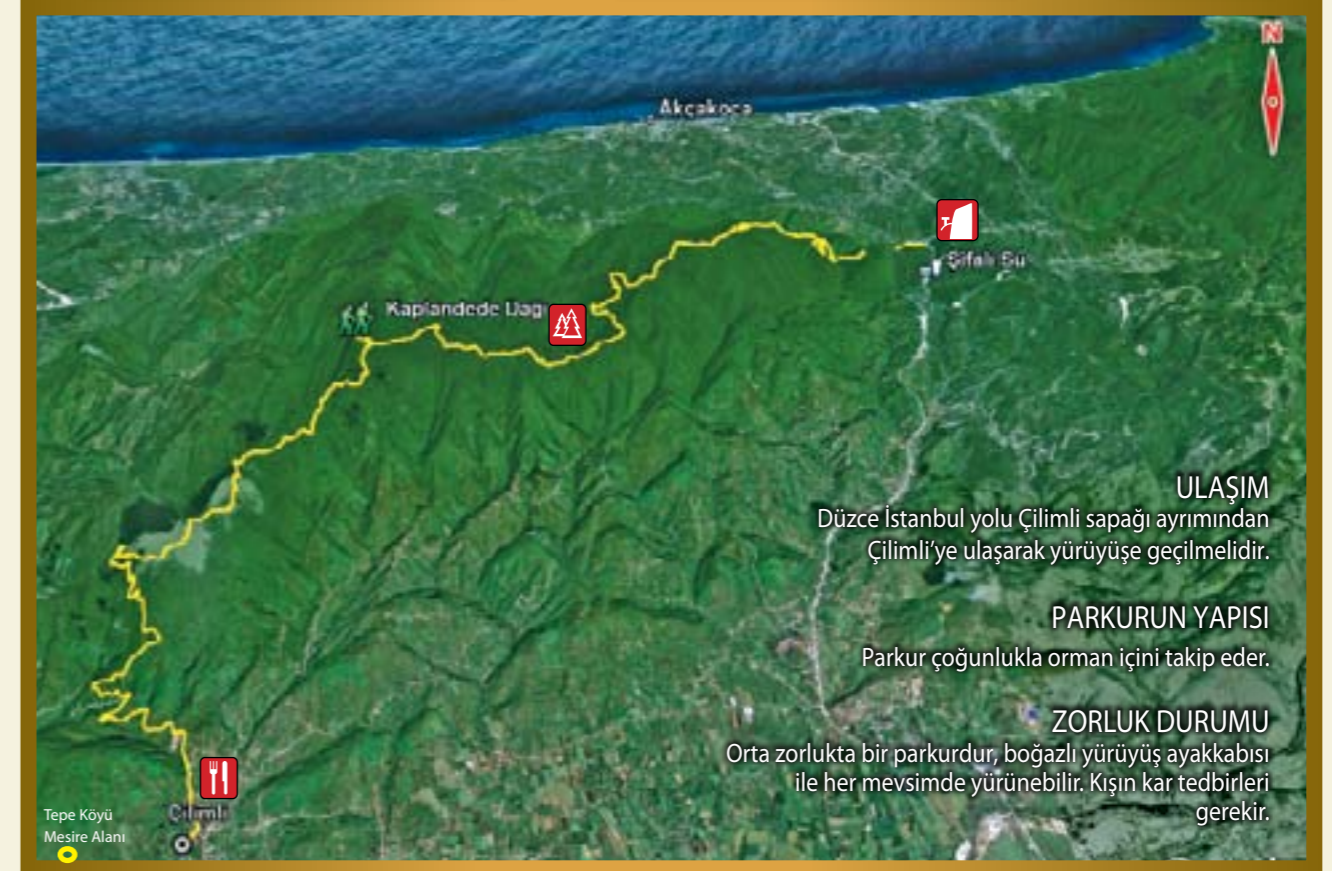 N
Akçakoca
Şifalı Su
Kaplandede Dağı
ULAŞIM
Düzce İstanbul yolu Çilimli sapağı ayrımından
Çilimli’ye ulaşarak yürüyüşe geçilmelidir.
PARKURUN YAPISI
Parkur çoğunlukla orman içini takip eder.
ZORLUK DURUMU
Orta zorlukta bir parkurdur, boğazlı yürüyüş ayakkabısı
ile her mevsimde yürünebilir. Kışın kar tedbirleri
gerekir.
Çilimli
Tepe Köyü
Mesire Alanı